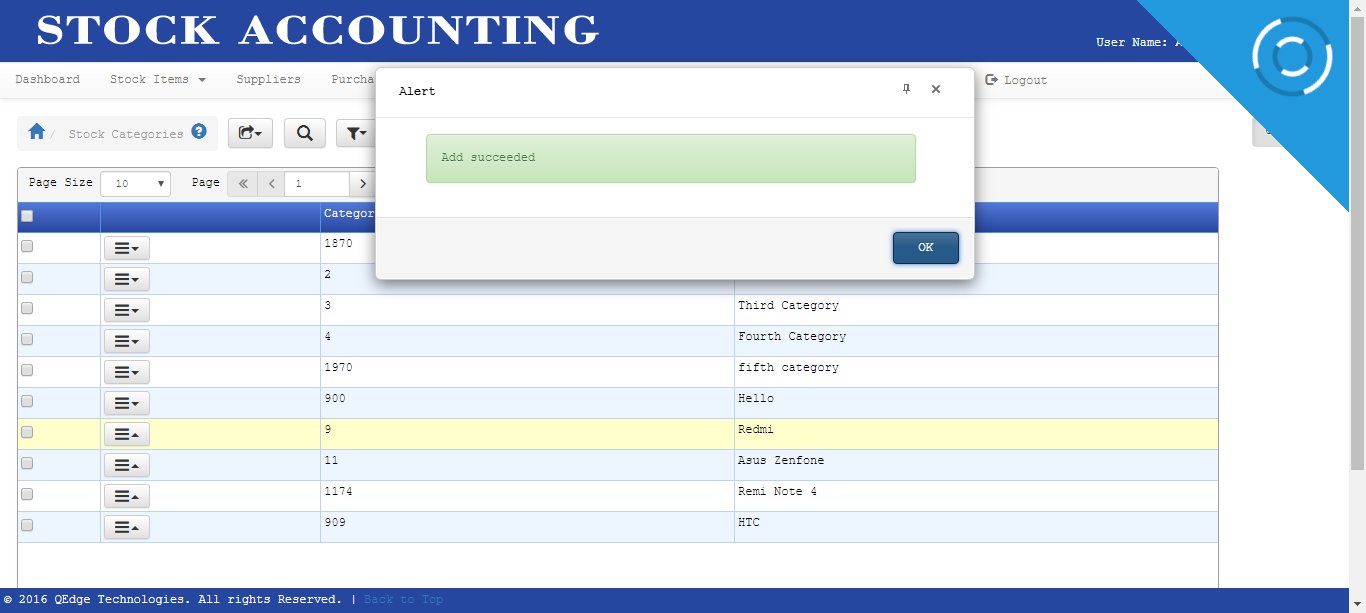 STOCK ACCOUNTING
User Name:
Dashboard Stock Items Suppliers Logout
Alert
Stock Categories
Add succeeded
Page Size 10 Page 1
OK
1870
2
3 Third Category
4 Fourth Category
1970 fifth category
900 Hello
9 Redmi
11 Asus Zenfone
1174 Remi Note 4
909 HTC
© 2016 QEdge Technologies. All rights Reserved. | Back to Top